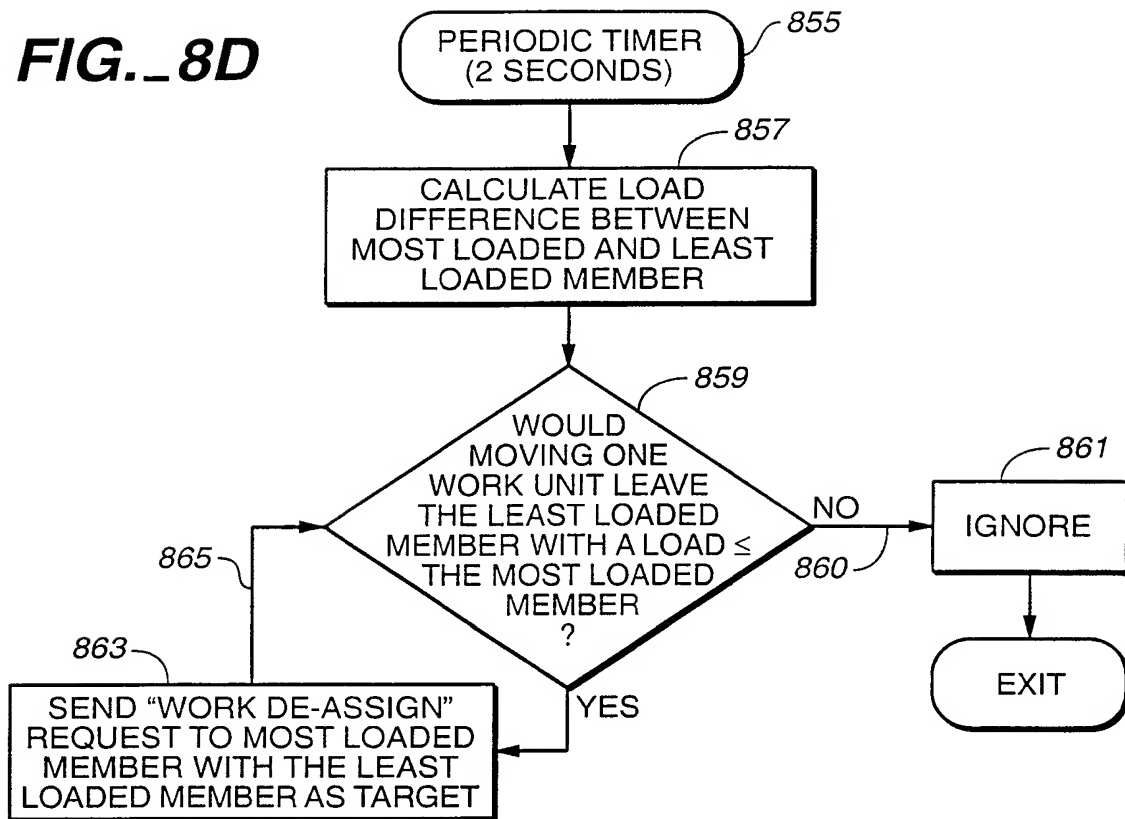 FIG._8D
PERIODIC TIMER
(2 SECONDS)
855
857
CALCULATE LOAD
DIFFERENCE BETWEEN
MOST LOADED AND LEAST
LOADED MEMBER
859
WOULD
MOVING ONE
WORK UNIT LEAVE
THE LEAST LOADED
MEMBER WITH A LOAD ≤
THE MOST LOADED
MEMBER
?
NO
860
861
IGNORE
EXIT
YES
865
863
SEND “WORK DE-ASSIGN”
REQUEST TO MOST LOADED
MEMBER WITH THE LEAST
LOADED MEMBER AS TARGET